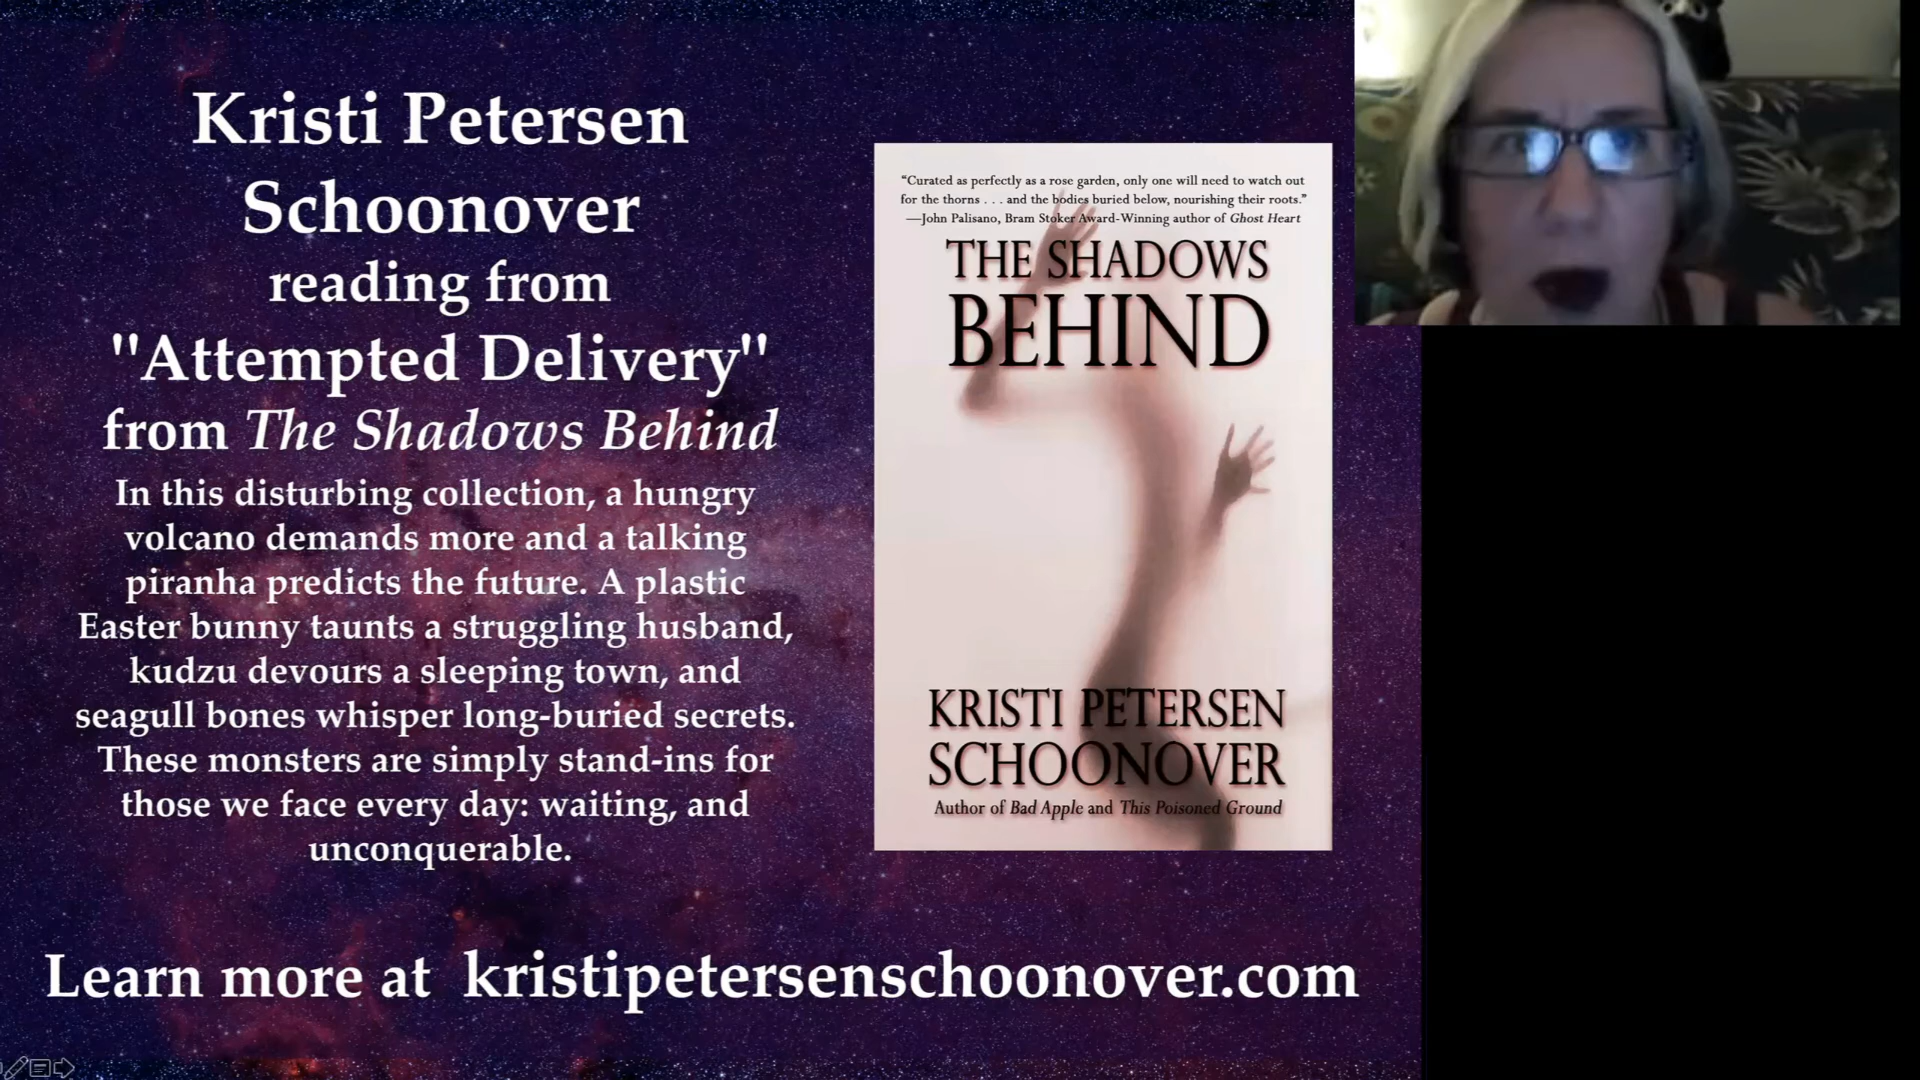 Kristi Petersen
Schoonover
reading from
"Attempted Delivery"
from The Shadows Behind
In this disturbing collection, a hungry
volcano demands more and a talking
piranha predicts the future. A plastic
Easter bunny taunts a struggling husband,
kudzu devours a sleeping town, and
seagull bones whisper long-buried secrets.
These monsters are simply stand-ins for
those we face every day: waiting, and
unconquerable.
“Curated as perfectly as a rose garden, only one will need to watch out
for the thorns . . . and the bodies buried below, nourishing their roots.”
—John Palisano, Bram Stoker Award-Winning author of Ghost Heart
THE SHADOWS
BEHIND
KRISTI PETERSEN
SCHOONOVER
Author of Bad Apple and This Poisoned Ground
Learn more at kristipetersenschoonover.com